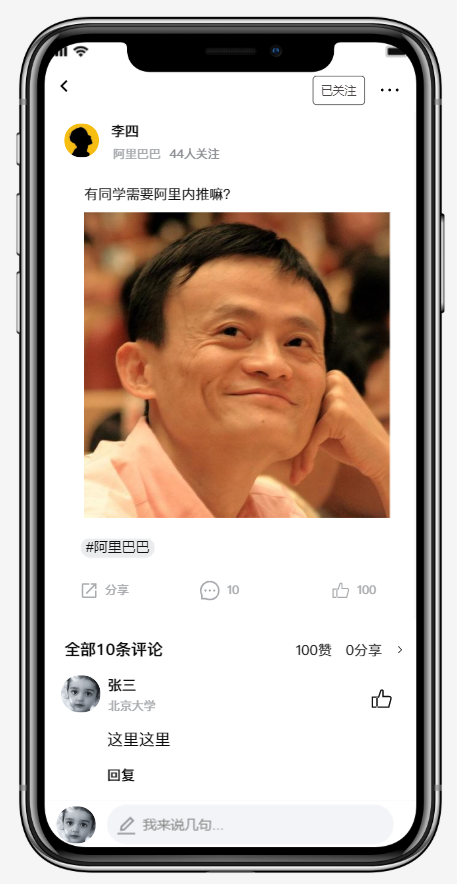 已关注
李四
阿里巴巴 44人关注
有同学需要阿里内推嘛?
#阿里巴巴
分享 10 100
全部10条评论 100赞 0分享
张三
北京大学
这里这里
回复
我来说几句...